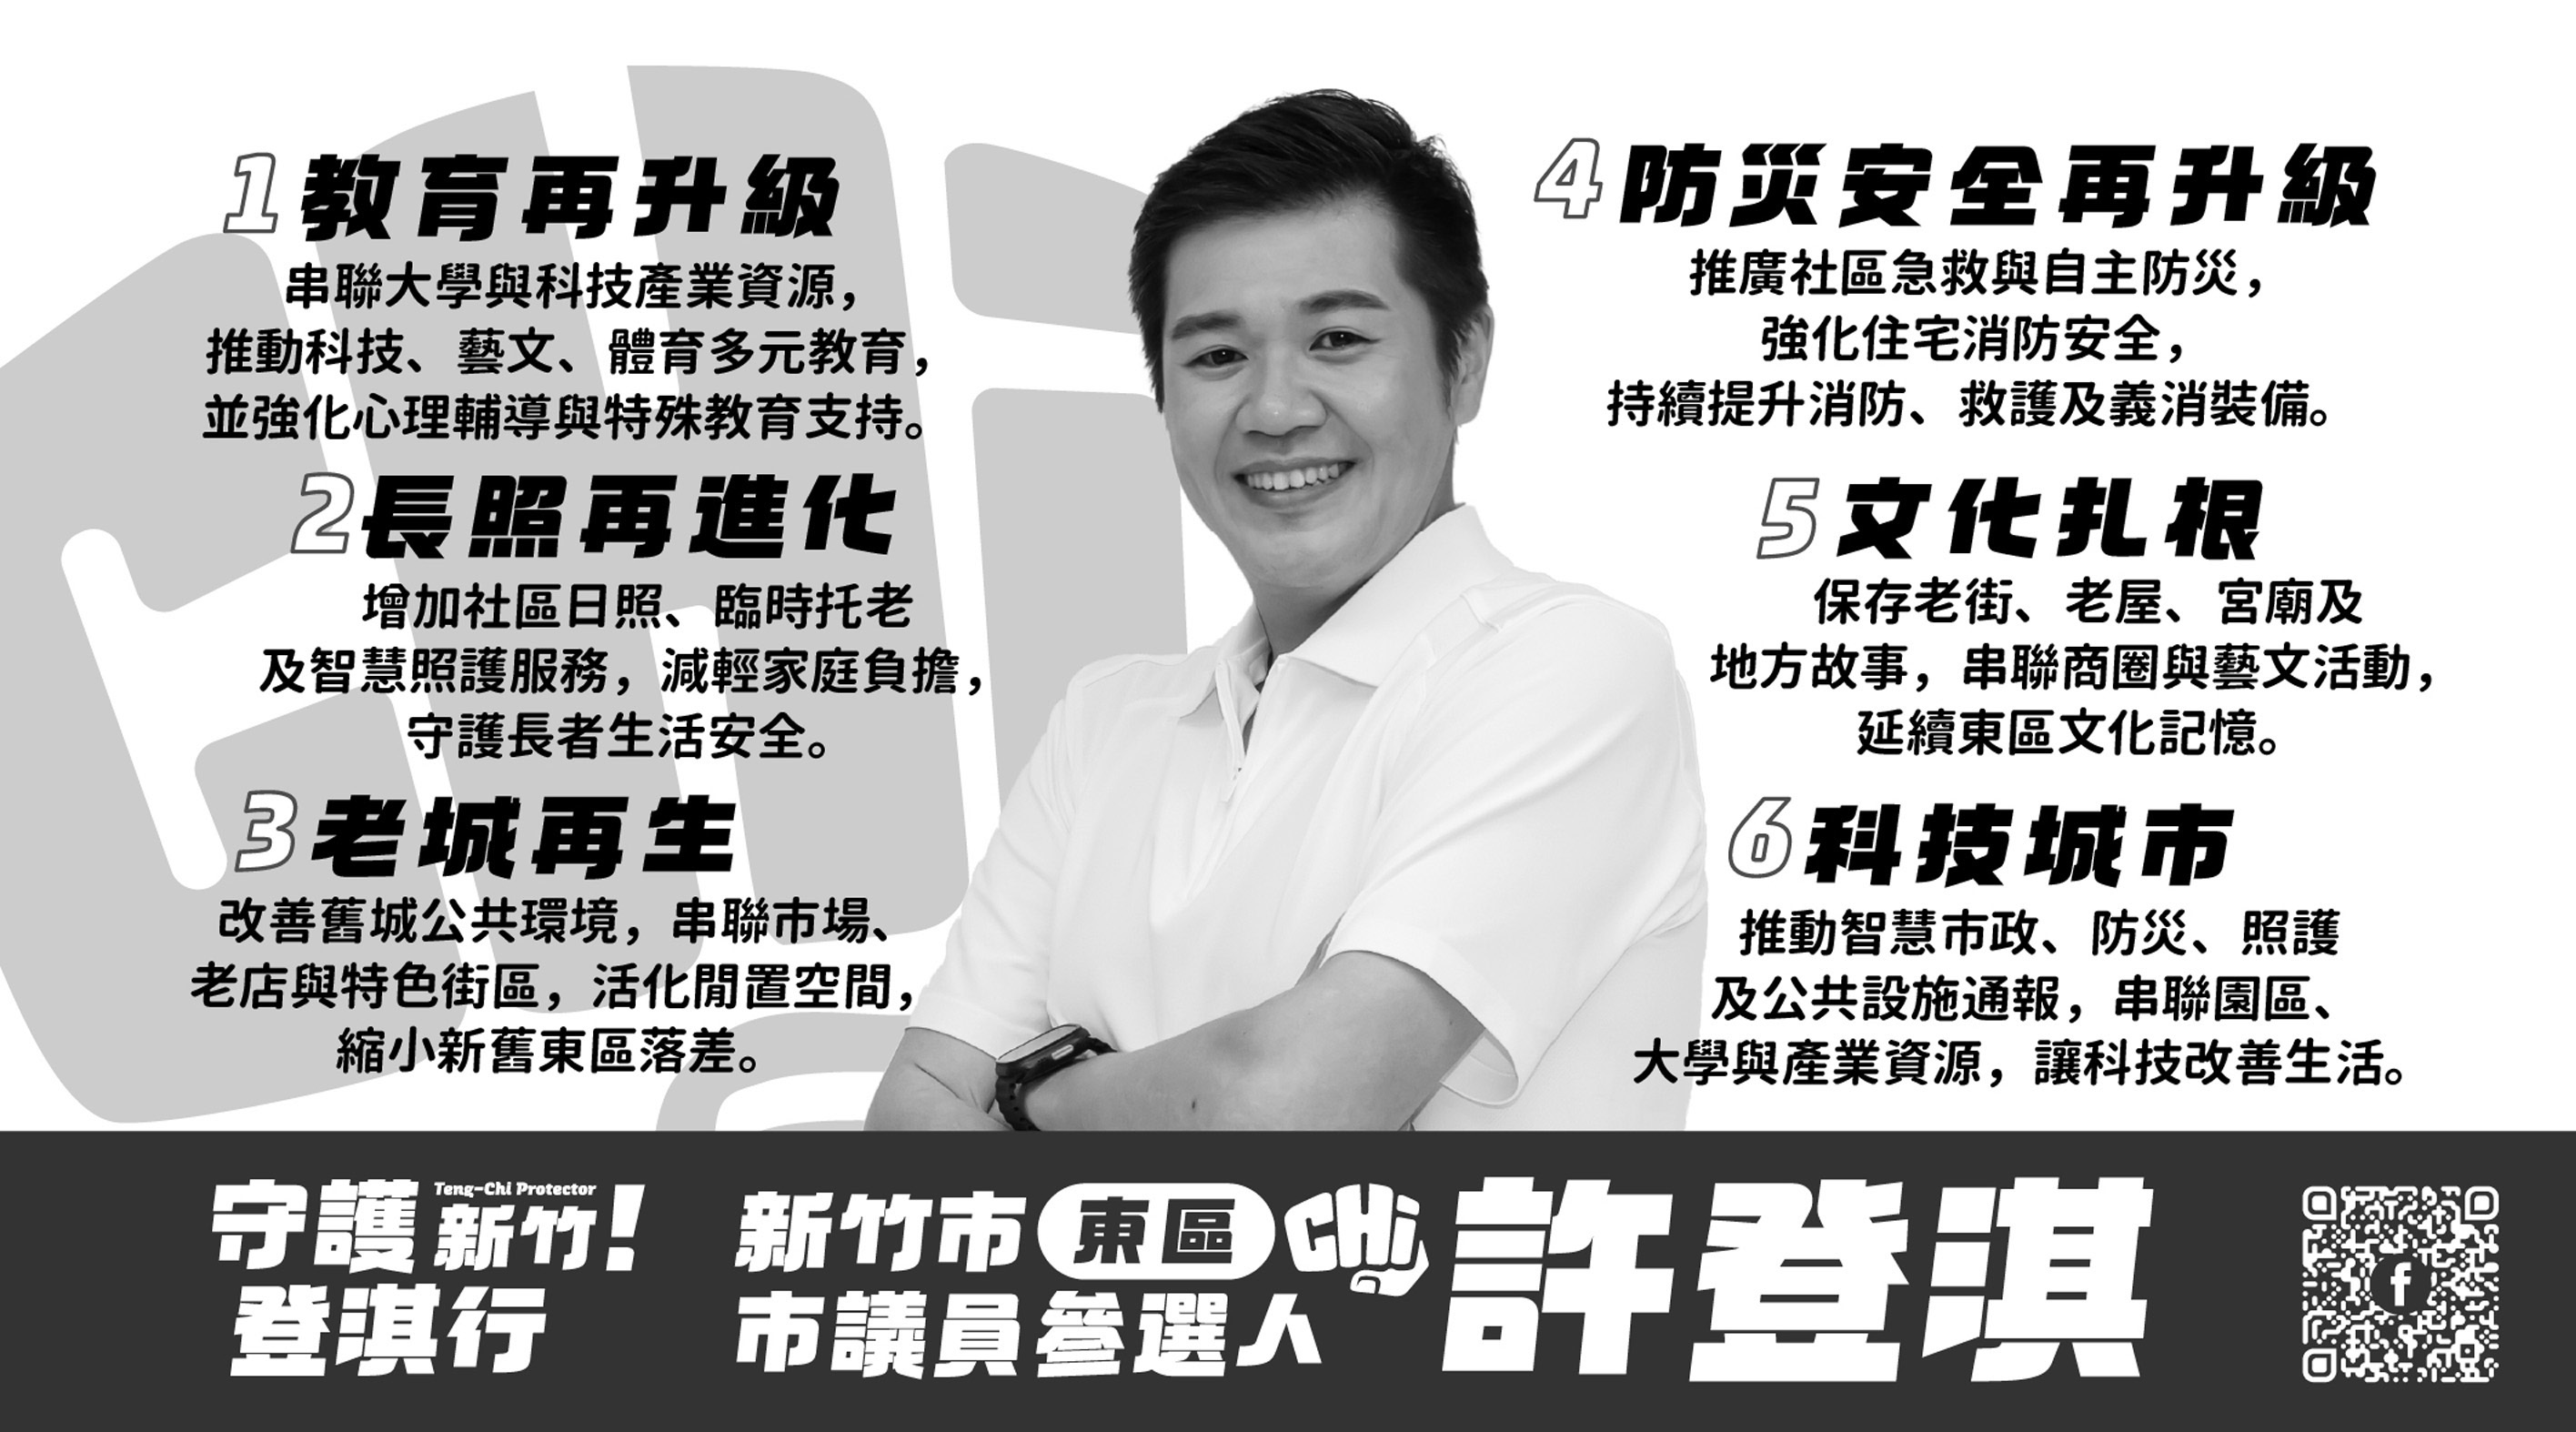 1 教育再升級
串聯大學與科技產業資源，
推動科技、藝文、體育多元教育，
並強化心理輔導與特殊教育支持。
2 長照再進化
增加社區日照、臨時托老
及智慧照護服務，減輕家庭負擔，
守護長者生活安全。
3 老城再生
改善舊城公共環境，串聯市場、
老店與特色街區，活化閒置空間，
縮小新舊東區落差。
4 防災安全再升級
推廣社區急救與自主防災，
強化住宅消防安全，
持續提升消防、救護及義消裝備。
5 文化扎根
保存老街、老屋、宮廟及
地方故事，串聯商圈與藝文活動，
延續東區文化記憶。
6 科技城市
推動智慧市政、防災、照護
及公共設施通報，串聯園區、
大學與產業資源，讓科技改善生活。
CHi
Teng-Chi Protector
守護新竹！
登淇行
新竹市東區
市議員參選人
CHi
許登淇
f